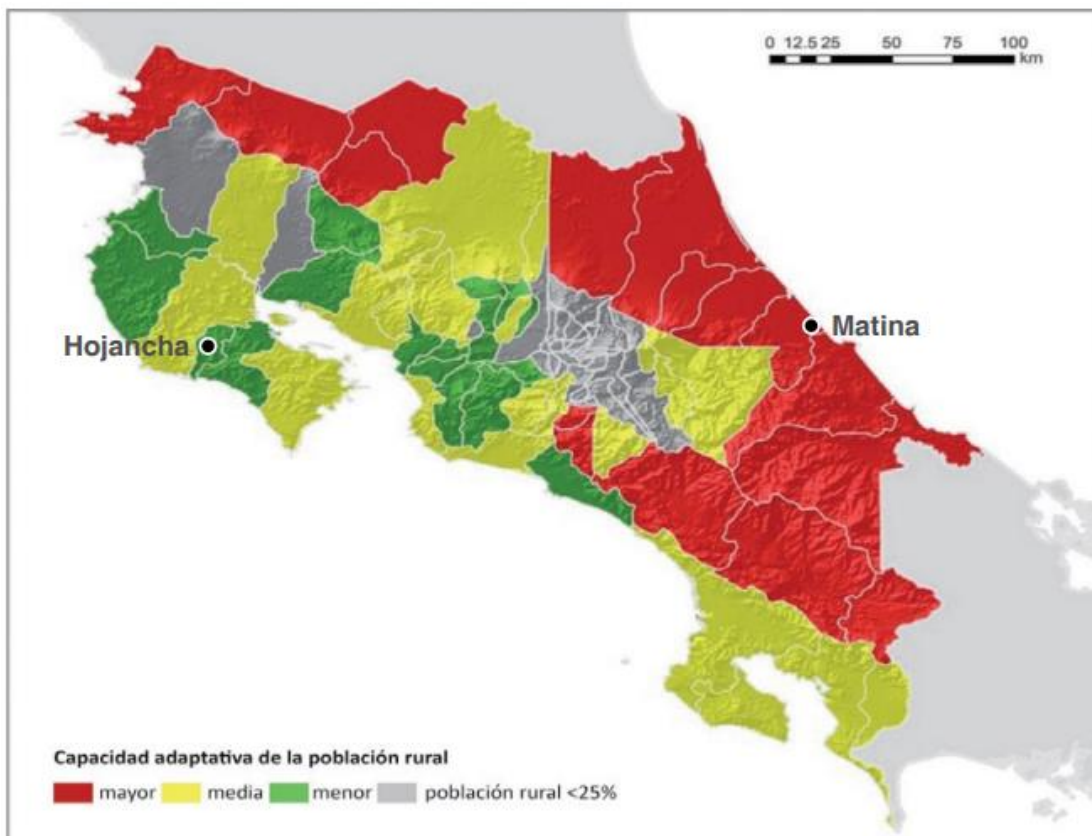 0 12.5 25 50 75 100
km
Matina
Hojancha
Capacidad adaptativa de la población rural
mayor media menor población rural <25%